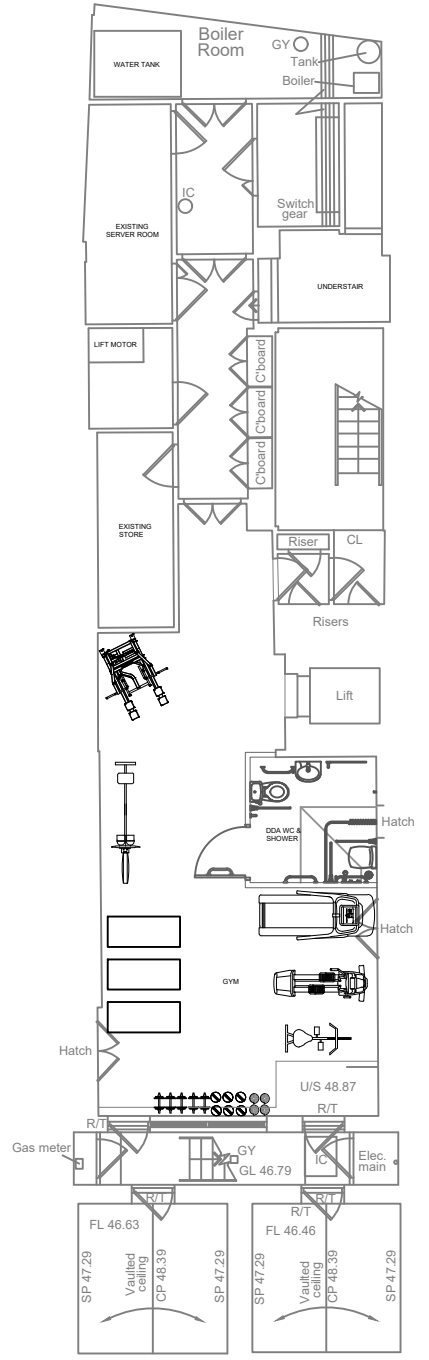 Boiler
Room
GY
Tank
WATER TANK
Boiler
IC
Switch
gear
EXISTING
SERVER ROOM
UNDERSTAIR
LIFT MOTOR
C'board
C'board
C'board
EXISTING
STORE
Riser
CL
Risers
Lift
DDA WC &
SHOWER
Hatch
Hatch
GYM
Hatch
U/S 48.87
R/T
R/T
Gas meter
GY
GL 46.79
IC
Elec.
main
R/T
R/T
R/T
FL 46.63
FL 46.46
SP 47.29
Vaulted
ceiling
CP 48.39
SP 47.29
SP 47.29
Vaulted
ceiling
CP 48.39
SP 47.29